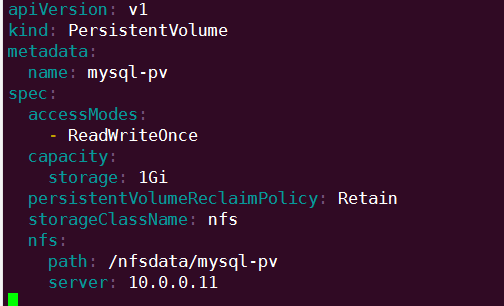 apiVersion: v1
kind: PersistentVolume
metadata:
  name: mysql-pv
spec:
  accessModes:
    - ReadWriteOnce
  capacity:
    storage: 1Gi
  persistentVolumeReclaimPolicy: Retain
  storageClassName: nfs
  nfs:
    path: /nfsdata/mysql-pv
    server: 10.0.0.11